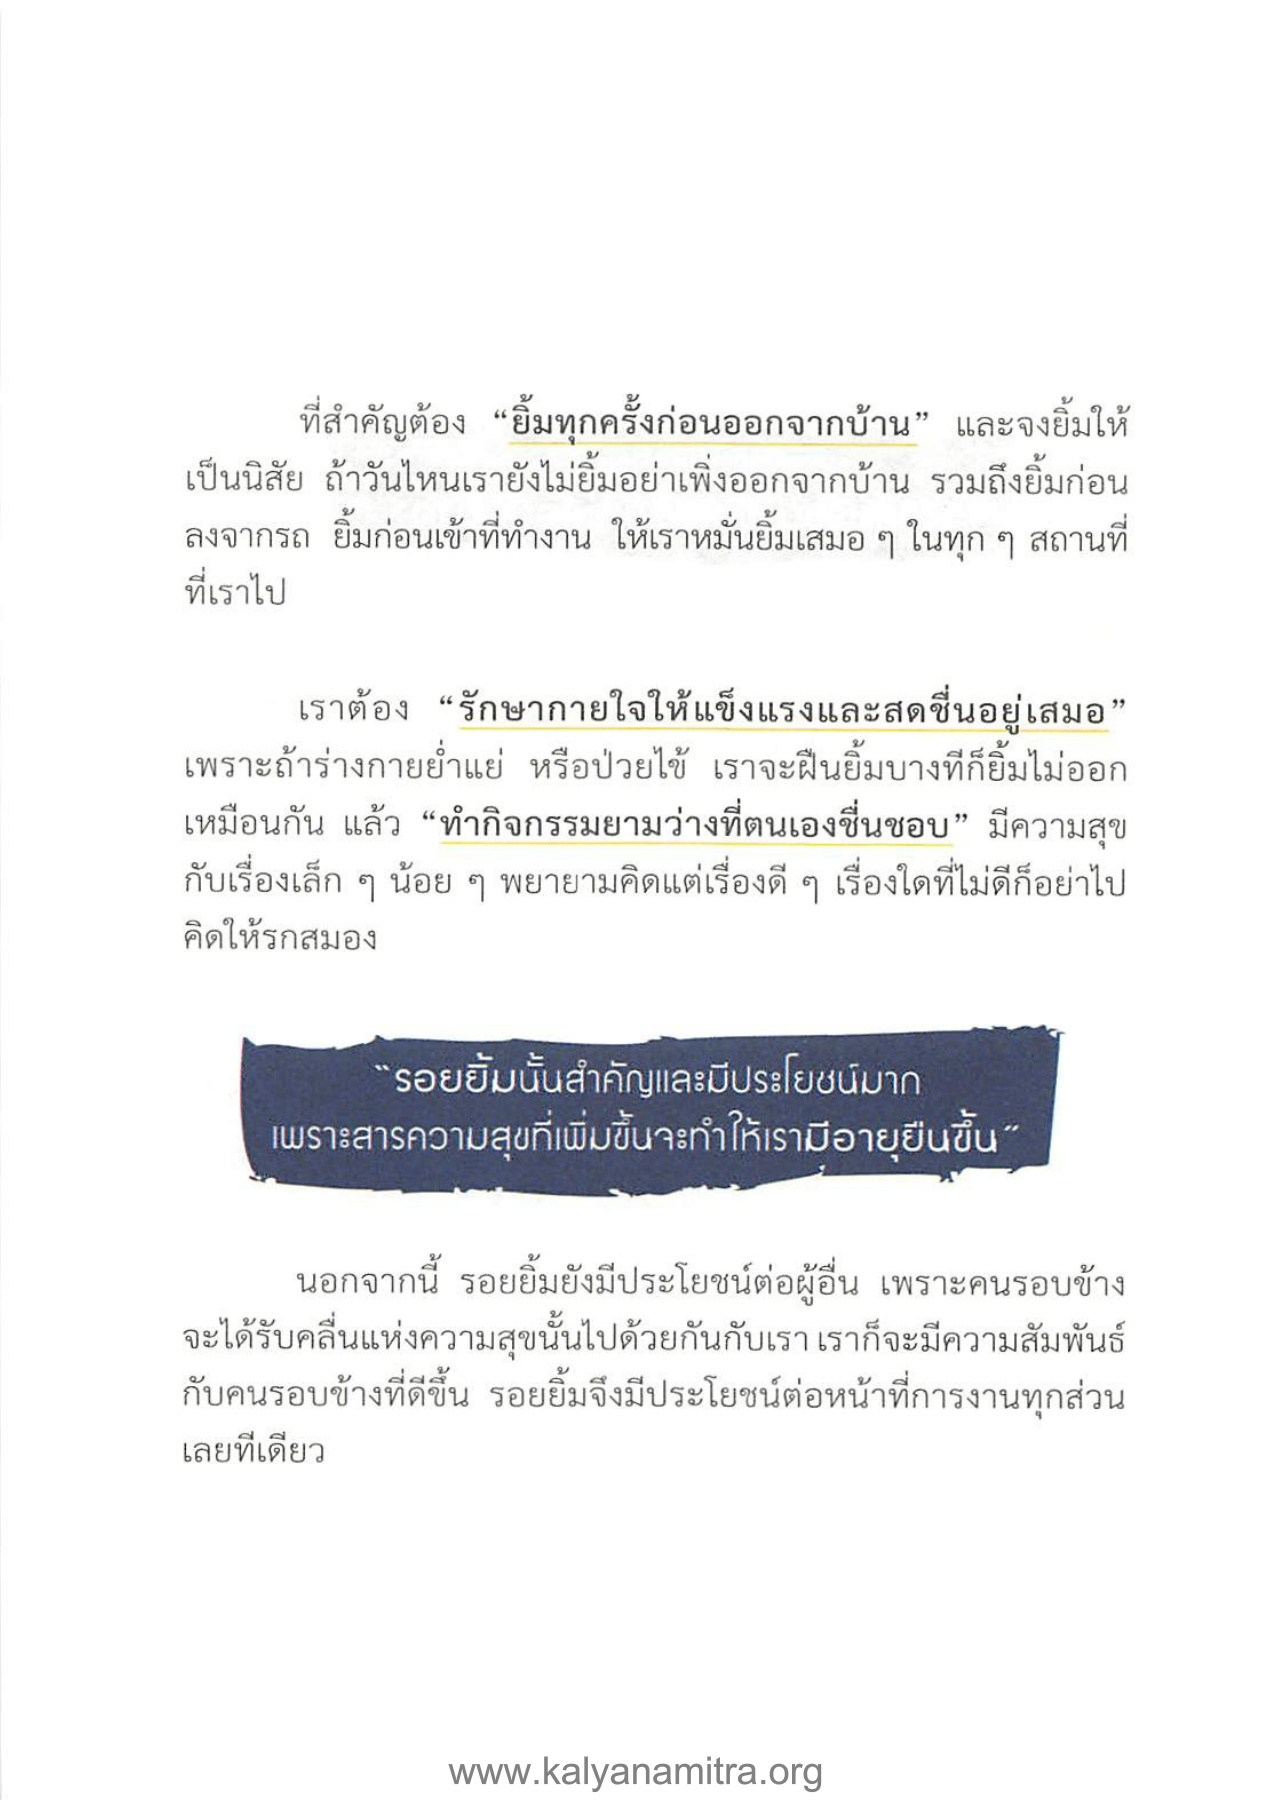 ที่สำคัญต้อง “ยิ้มทุกครั้งก่อนออกจากบ้าน” และจงยิ้มให้
เป็นนิสัย ถ้าวันไหนเรายังไม่ยิ้มอย่าเพิ่งออกจากบ้าน รวมถึงยิ้มก่อน
ลงจากรถ ยิ้มก่อนเข้าที่ทำงาน ให้เราหมั่นยิ้มเสมอ ๆ ในทุก ๆ สถานที่
ที่เราไป
เราต้อง “รักษากายใจให้แข็งแรงและสดชื่นอยู่เสมอ”
เพราะถ้าร่างกายย่ำแย่ หรือป่วยไข้ เราจะฝืนยิ้มบางทีก็ยิ้มไม่ออก
เหมือนกัน แล้ว “ทำกิจกรรมยามว่างที่ตนเองชื่นชอบ” มีความสุข
กับเรื่องเล็ก ๆ น้อย ๆ พยายามคิดแต่เรื่องดี ๆ เรื่องใดที่ไม่ดีก็อย่าไป
คิดให้รกสมอง
“รอยยิ้มนั้นสำคัญและมีประโยชน์มาก
เพราะสารความสุขที่เพิ่มขึ้นจะทำให้เรามีอายุยืนขึ้น”
นอกจากนี้ รอยยิ้มยังมีประโยชน์ต่อผู้อื่น เพราะคนรอบข้าง
จะได้รับคลื่นแห่งความสุขนั้นไปด้วยกันกับเรา เราก็จะมีความสัมพันธ์
กับคนรอบข้างที่ดีขึ้น รอยยิ้มจึงมีประโยชน์ต่อหน้าที่การงานทุกส่วน
เลยทีเดียว
www.kalyanamitra.org